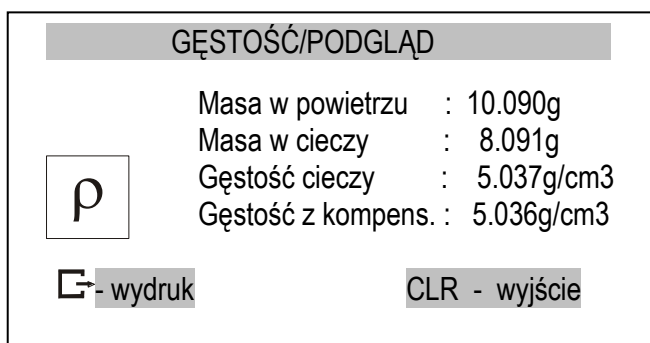 GĘSTOŚĆ/PODGLĄD
Masa w powietrzu : 10.090g
Masa w cieczy : 8.091g
Gęstość cieczy : 5.037g/cm3
Gęstość z kompens. : 5.036g/cm3
ρ
- wydruk CLR - wyjście